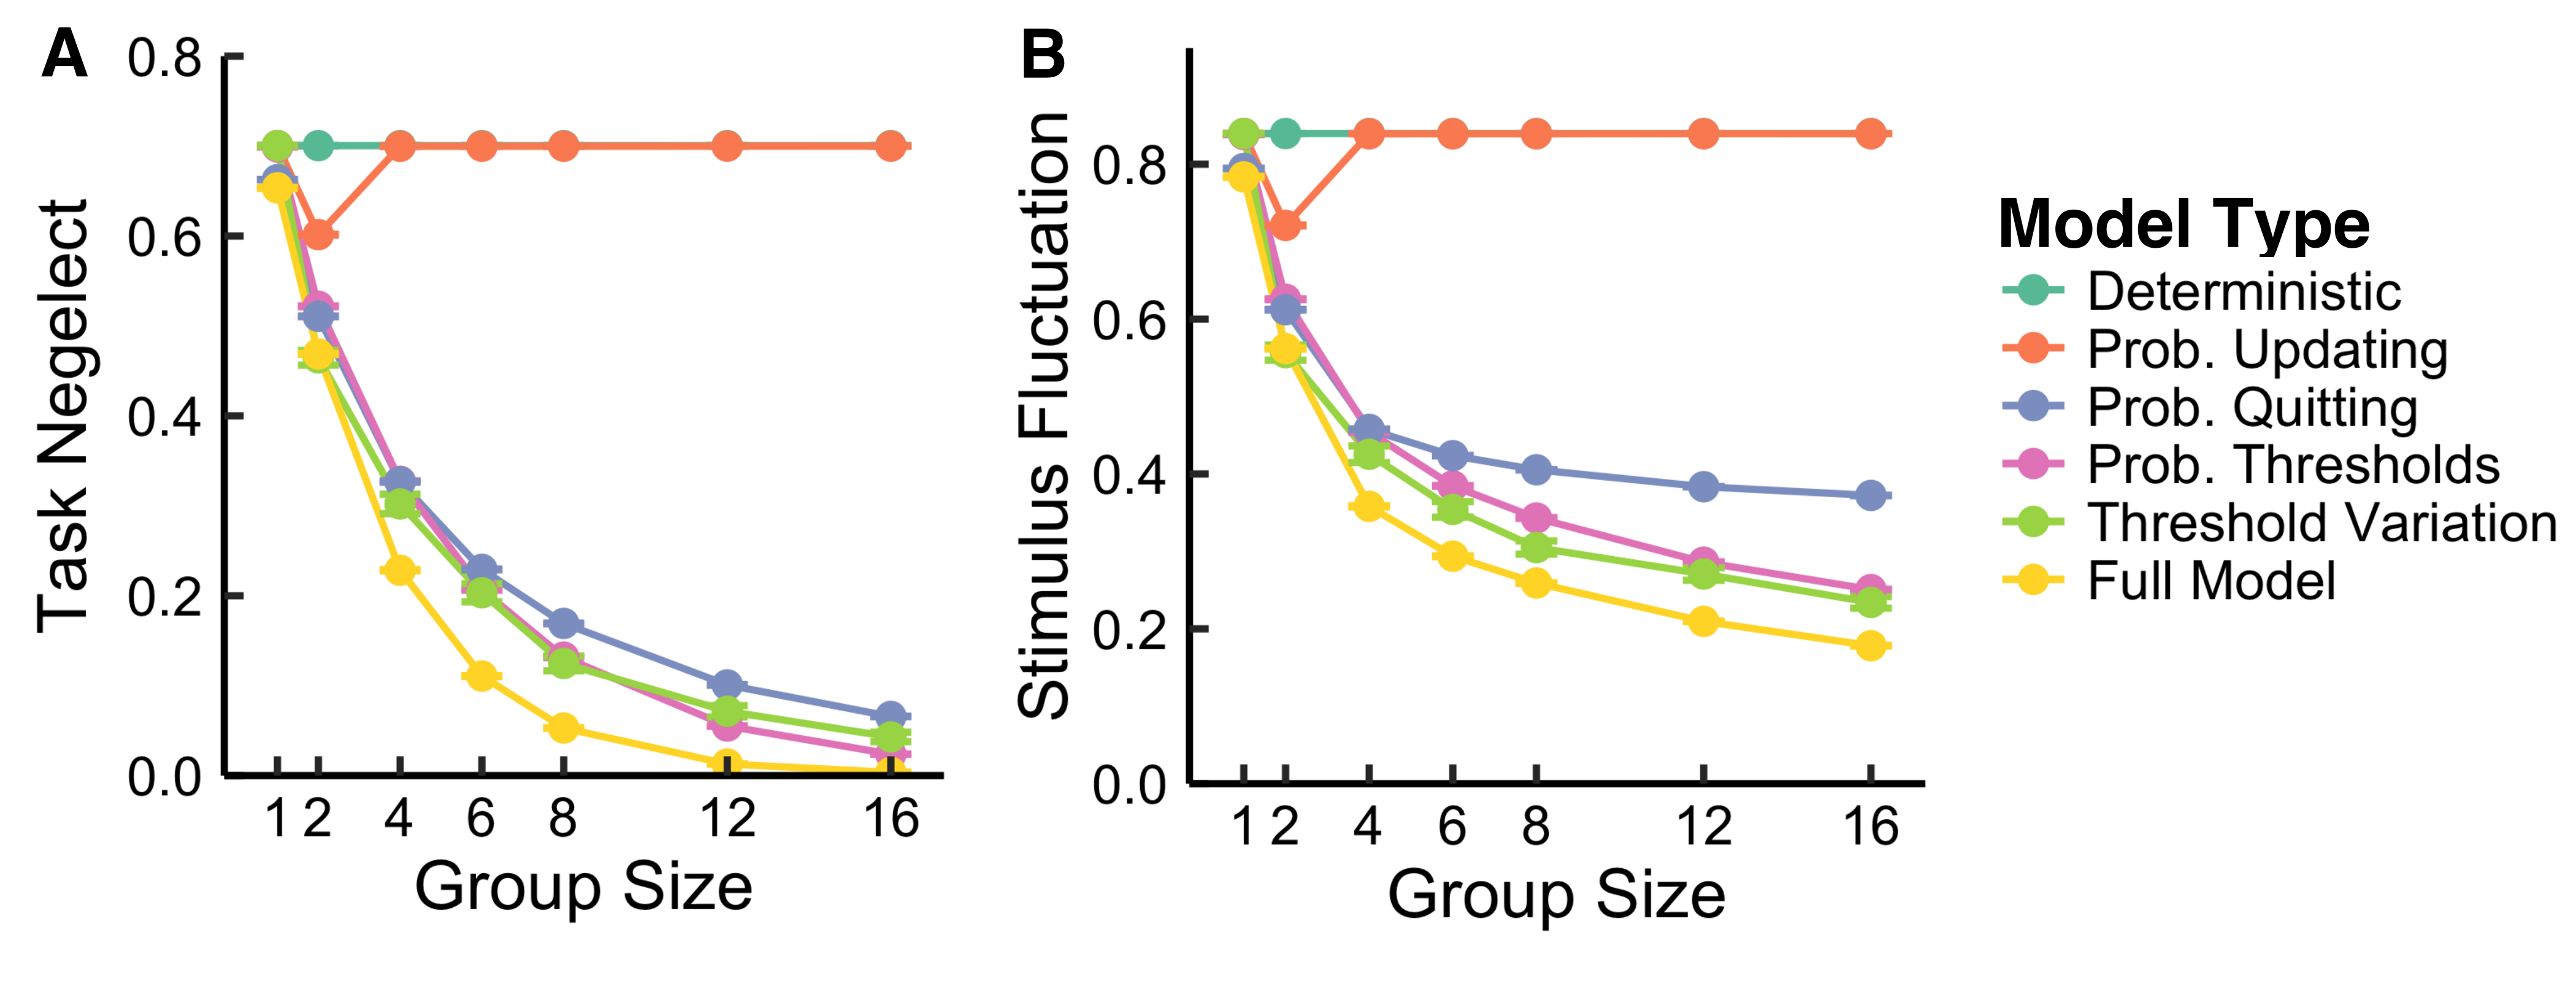 A
0.8
0.6
0.4
0.2
0.0
Task Negelect
1 2 4 6 8 12 16
Group Size
B
0.8
0.6
0.4
0.2
0.0
Stimulus Fluctuation
1 2 4 6 8 12 16
Group Size
Model Type
Deterministic
Prob. Updating
Prob. Quitting
Prob. Thresholds
Threshold Variation
Full Model